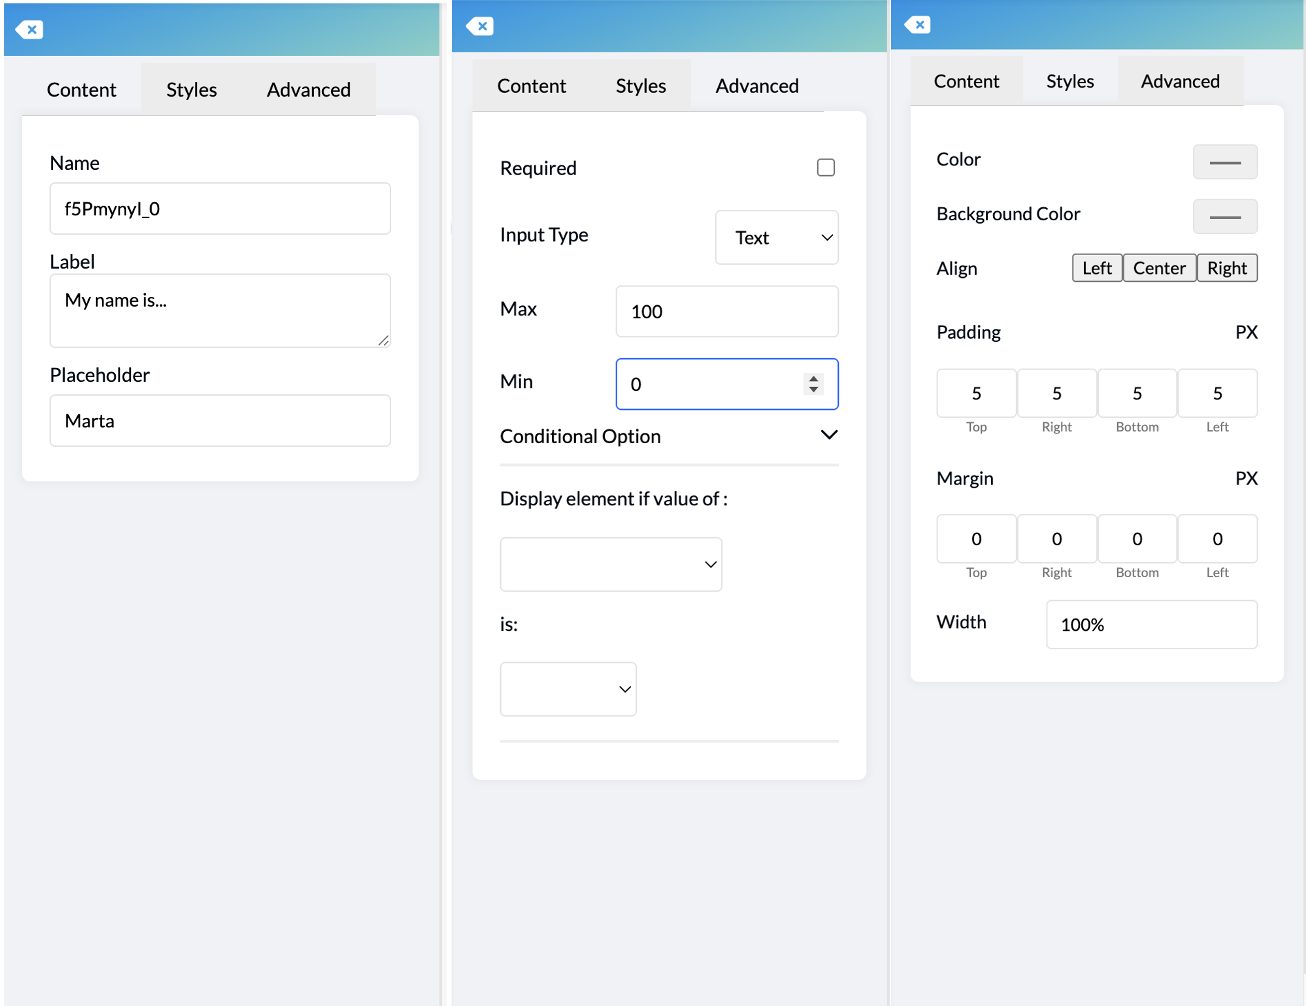 Content Styles Advanced
Name
f5Pmynyl_0
Label
My name is...
Placeholder
Marta
Content Styles Advanced
Required
Input Type Text
Max 100
Min 0
Conditional Option
Display element if value of :
is:
Content Styles Advanced
Color
Background Color
Align Left Center Right
Padding PX
5 5 5 5
Top Right Bottom Left
Margin PX
0 0 0 0
Top Right Bottom Left
Width 100%